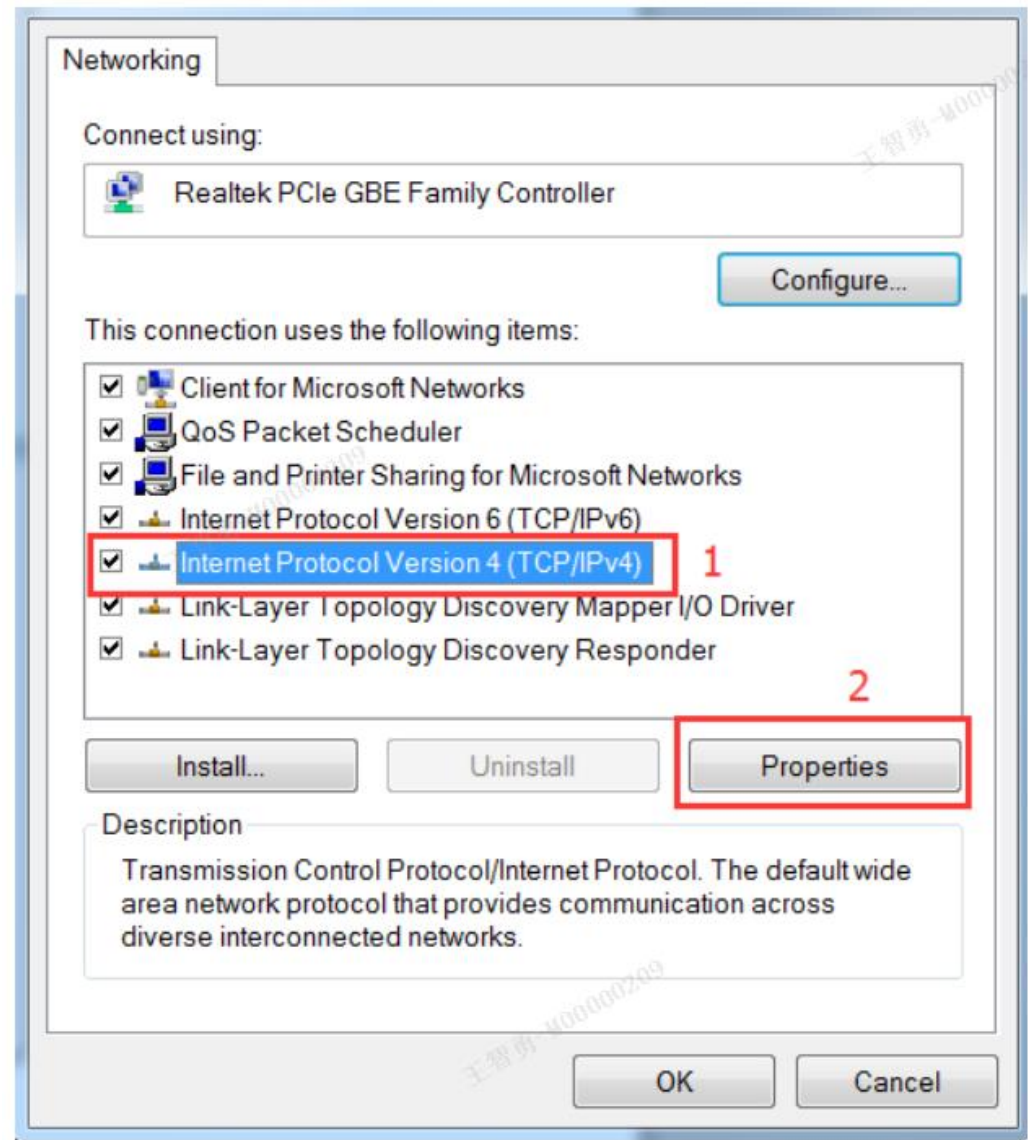 Networking
Connect using:
Realtek PCIe GBE Family Controller
Configure...
This connection uses the following items:
Client for Microsoft Networks
QoS Packet Scheduler
File and Printer Sharing for Microsoft Networks
Internet Protocol Version 6 (TCP/IPv6)
Internet Protocol Version 4 (TCP/IPv4)
1
Link-Layer Topology Discovery Mapper I/O Driver
Link-Layer Topology Discovery Responder
2
Install...
Uninstall
Properties
Description
Transmission Control Protocol/Internet Protocol. The default wide
area network protocol that provides communication across
diverse interconnected networks.
王智勇-W00000209
OK
Cancel